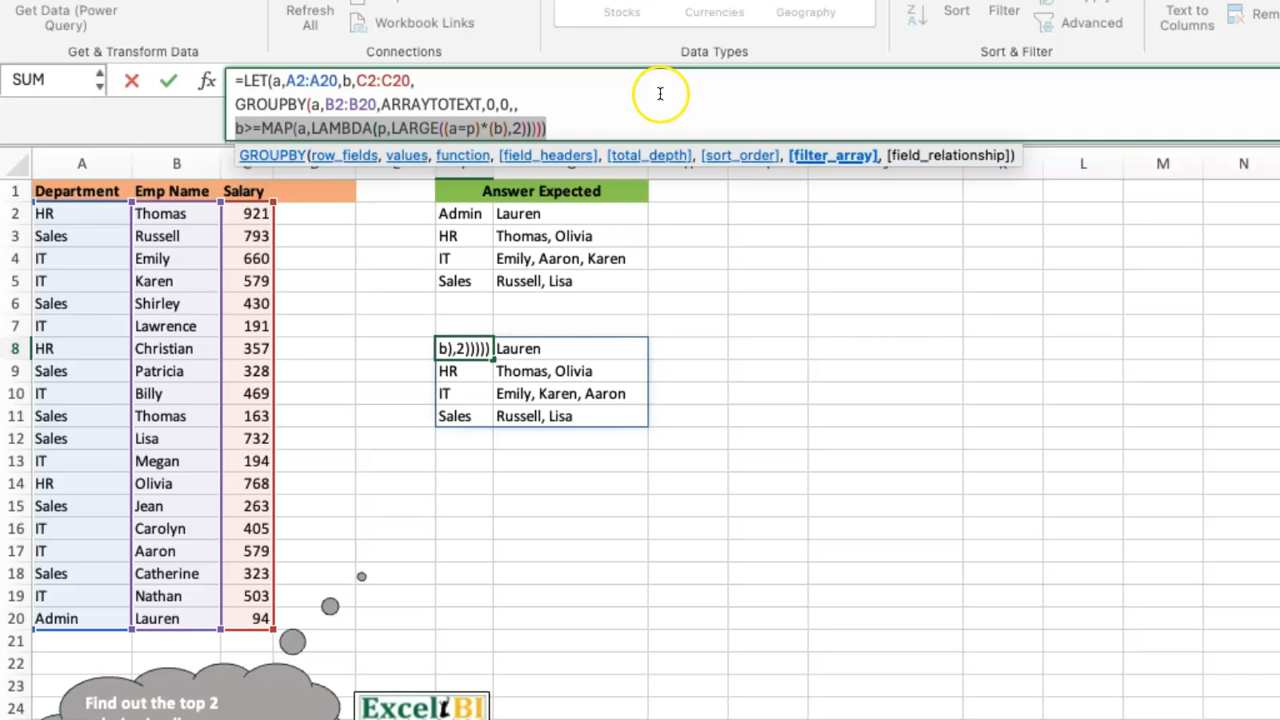 Get Data (Power Query)
Refresh All
Workbook Links
Stocks Currencies Geography
Sort Filter
Advanced
Text to Columns
Get & Transform Data Connections Data Types Sort & Filter
SUM fx =LET(a,A2:A20,b,C2:C20,
GROUPBY(a,B2:B20,ARRAYTOTEXT,0,0,,
b>=MAP(a,LAMBDA(p,LARGE((a=p)*(b),2)))))
GROUPBY(row_fields, values, function, [field_headers], [total_depth], [sort_order], [filter_array], [field_relationship])
A B K L M N
1 Department Emp Name Salary Answer Expected
2 HR Thomas 921 Admin Lauren
3 Sales Russell 793 HR Thomas, Olivia
4 IT Emily 660 IT Emily, Aaron, Karen
5 IT Karen 579 Sales Russell, Lisa
6 Sales Shirley 430
7 IT Lawrence 191
8 HR Christian 357 b),2))))) Lauren
9 Sales Patricia 328 HR Thomas, Olivia
10 IT Billy 469 IT Emily, Karen, Aaron
11 Sales Thomas 163 Sales Russell, Lisa
12 Sales Lisa 732
13 IT Megan 194
14 HR Olivia 768
15 Sales Jean 263
16 IT Carolyn 405
17 IT Aaron 579
18 Sales Catherine 323
19 IT Nathan 503
20 Admin Lauren 94
21
22
23
24
Find out the top 2
Excel BI